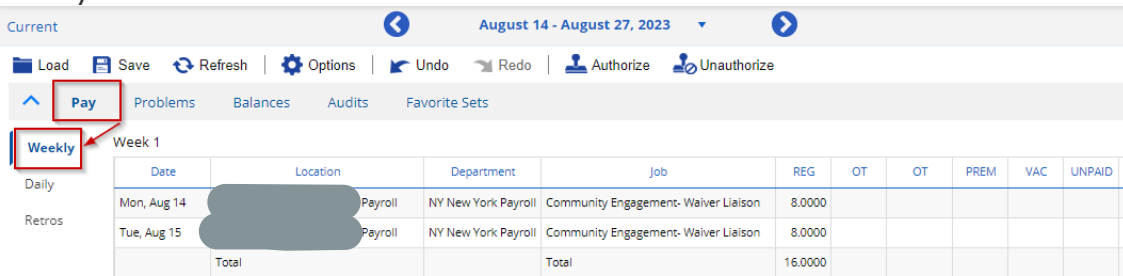 Current August 14 - August 27, 2023
Load Save Refresh Options Undo Redo Authorize Unauthorize
Pay Problems Balances Audits Favorite Sets
Weekly
Daily
Retros
Week 1
Date Location Department Job REG OT OT PREM VAC UNPAID
Mon, Aug 14 Payroll NY New York Payroll Community Engagement- Waiver Liaison 8.0000
Tue, Aug 15 Payroll NY New York Payroll Community Engagement- Waiver Liaison 8.0000
Total Total 16.0000